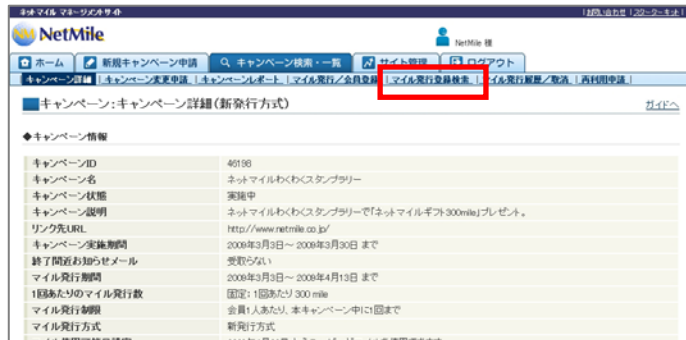 ネットマイル マネージメントサイト
お問い合わせ
NetMile
NetMile 様
ホーム 新規キャンペーン申請 キャンペーン検索・一覧 サイト管理 ログアウト
キャンペーン詳細 | キャンペーン変更申請 | キャンペーンレポート | マイル発行/会員登録 | マイル発行登録検索 | マイル発行履歴/取消 | 再利用申請 |
キャンペーン:キャンペーン詳細(新発行方式)
ガイドへ
◆キャンペーン情報
キャンペーンID 46198
キャンペーン名 ネットマイルわくわくスタンプラリー
キャンペーン状態 実施中
キャンペーン説明 ネットマイルわくわくスタンプラリーで「ネットマイルギフト300mile」プレゼント。
リンク先URL http://www.netmile.co.jp/
キャンペーン実施期間 2009年3月3日～2009年3月30日 まで
終了間近お知らせメール 受取らない
マイル発行期間 2009年3月3日～2009年4月13日 まで
1回あたりのマイル発行数 固定：1回あたり 300 mile
マイル発行制限 会員1人あたり、本キャンペーン中に1回まで
マイル発行方式 新発行方式